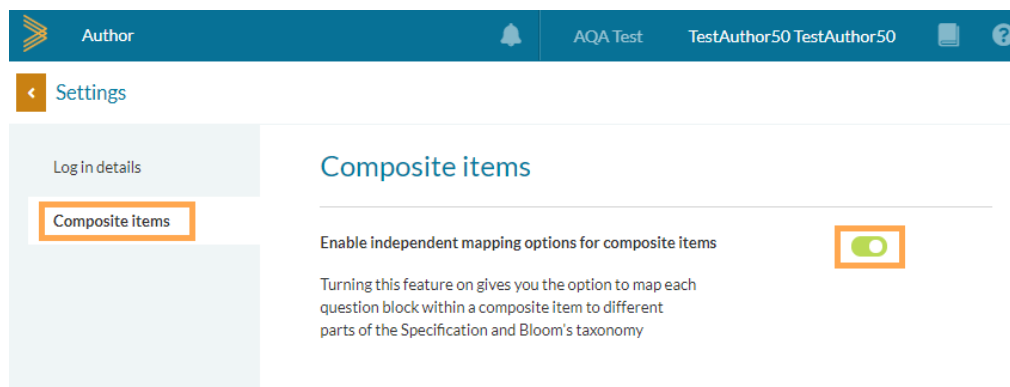 Author
AQA Test
TestAuthor50 TestAuthor50
?
Settings
Log in details
Composite items
Composite items
Enable independent mapping options for composite items
Turning this feature on gives you the option to map each
question block within a composite item to different
parts of the Specification and Bloom's taxonomy